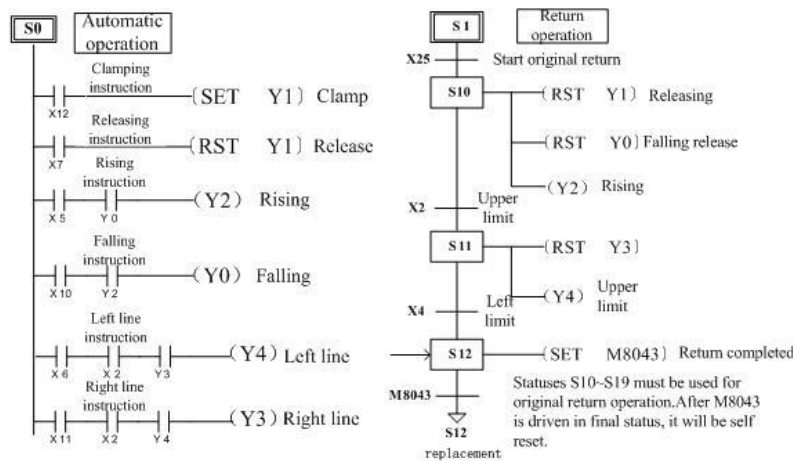 S0
Automatic
operation
Clamping
instruction
X12
(SET Y1) Clamp
Releasing
instruction
X7
(RST Y1) Release
Rising
instruction
X 5 Y 0
(Y2) Rising
Falling
instruction
X 10 Y 2
(Y0) Falling
Left line
instruction
X 6 X 2 Y3
(Y4) Left line
Right line
instruction
X11 X2 Y 4
(Y3) Right line
S1
Return
operation
X25 Start original return
S10
(RST Y1) Releasing
(RST Y0) Falling release
(Y2) Rising
X2 Upper
limit
S11
(RST Y3)
(Y4) Upper
limit
X4 Left
limit
S12
(SET M8043) Return completed
M8043
S12
replacement
Statuses S10~S19 must be used for
original return operation.After M8043
is driven in final status, it will be self
reset.